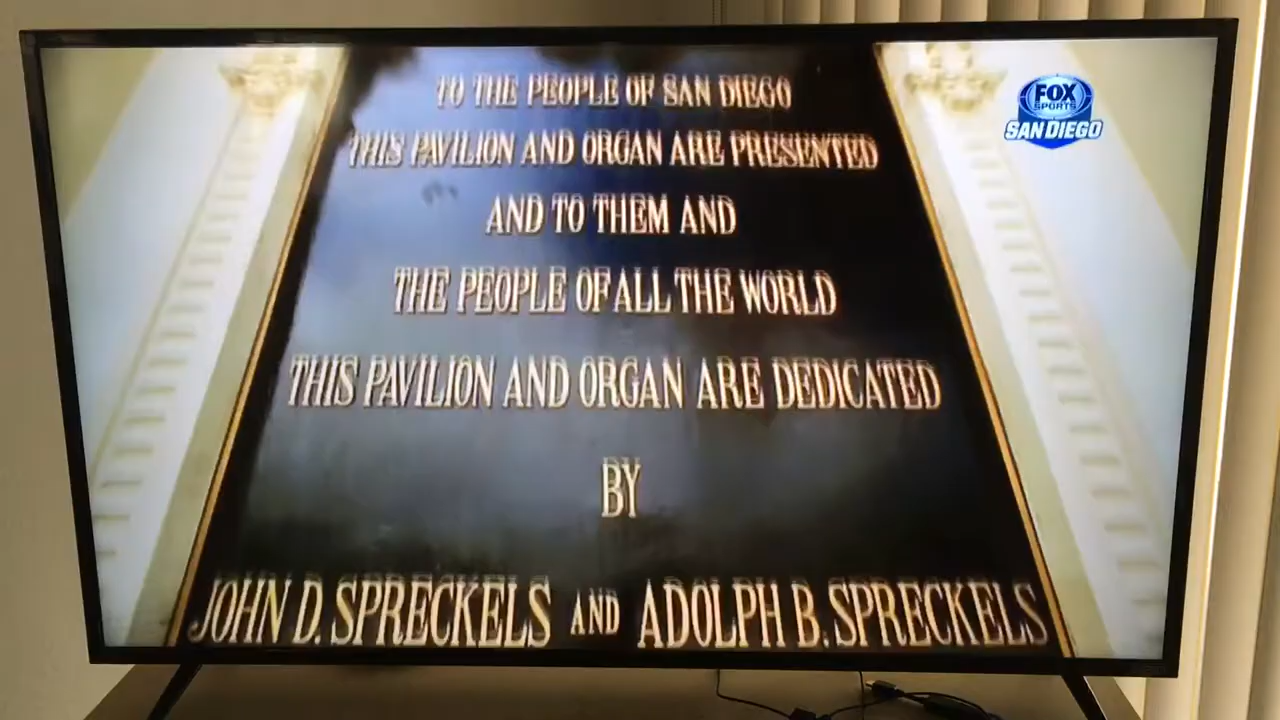 TO THE PEOPLE OF SAN DIEGO
THIS PAVILION AND ORGAN ARE PRESENTED
AND TO THEM AND
THE PEOPLE OF ALL THE WORLD
THIS PAVILION AND ORGAN ARE DEDICATED
BY
JOHN D. SPRECKELS AND ADOLPH B. SPRECKELS
FOX
SPORTS
SAN DIEGO